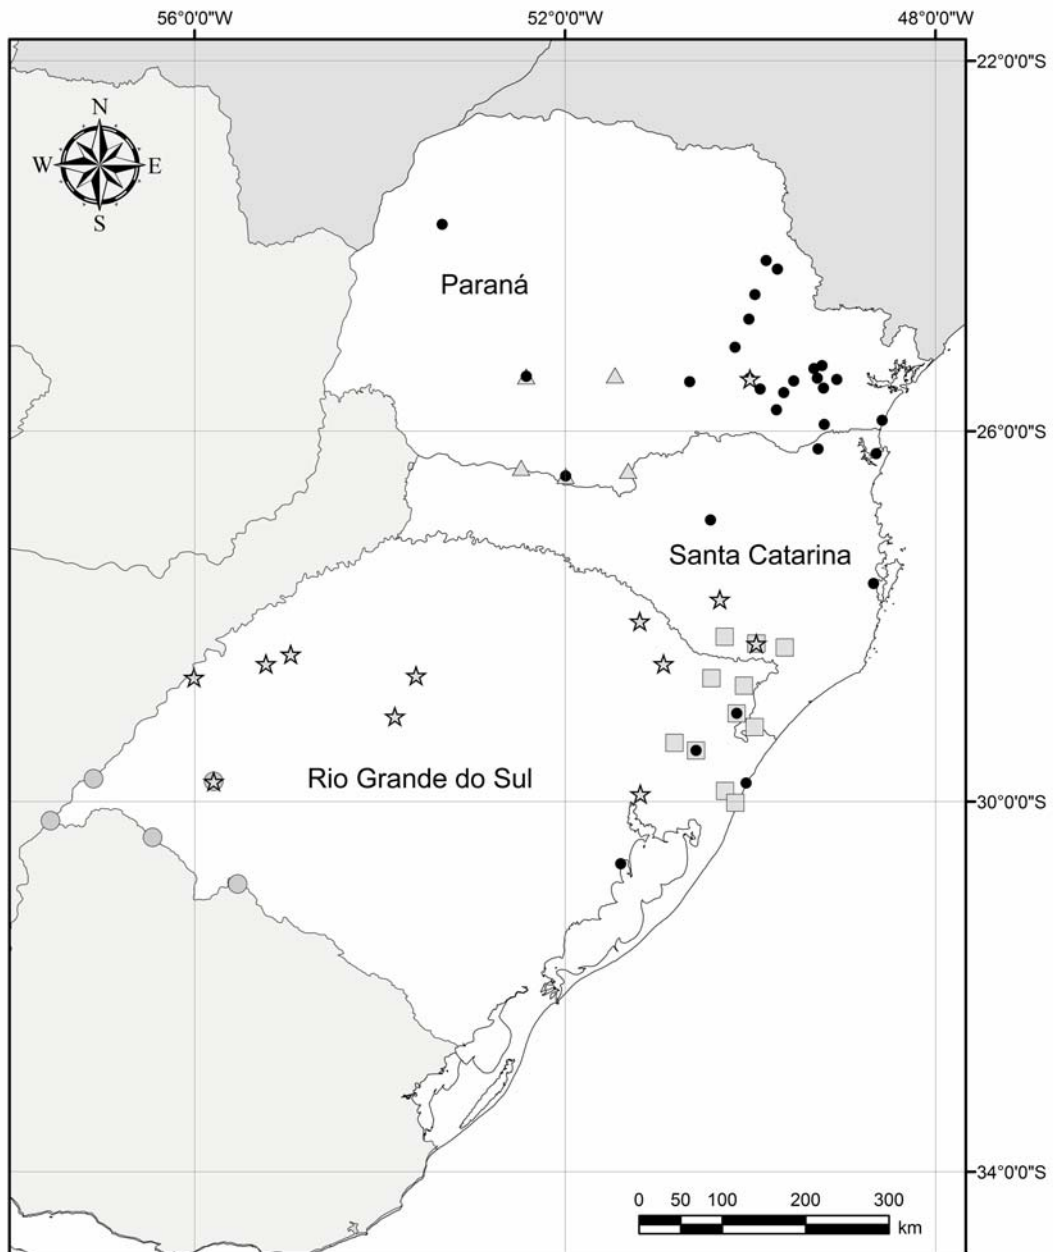 56°0'0"W 52°0'0"W 48°0'0"W
22°0'0"S
N
W E
S
Paraná
26°0'0"S
Santa Catarina
Rio Grande do Sul
30°0'0"S
34°0'0"S
0 50 100 200 300
km